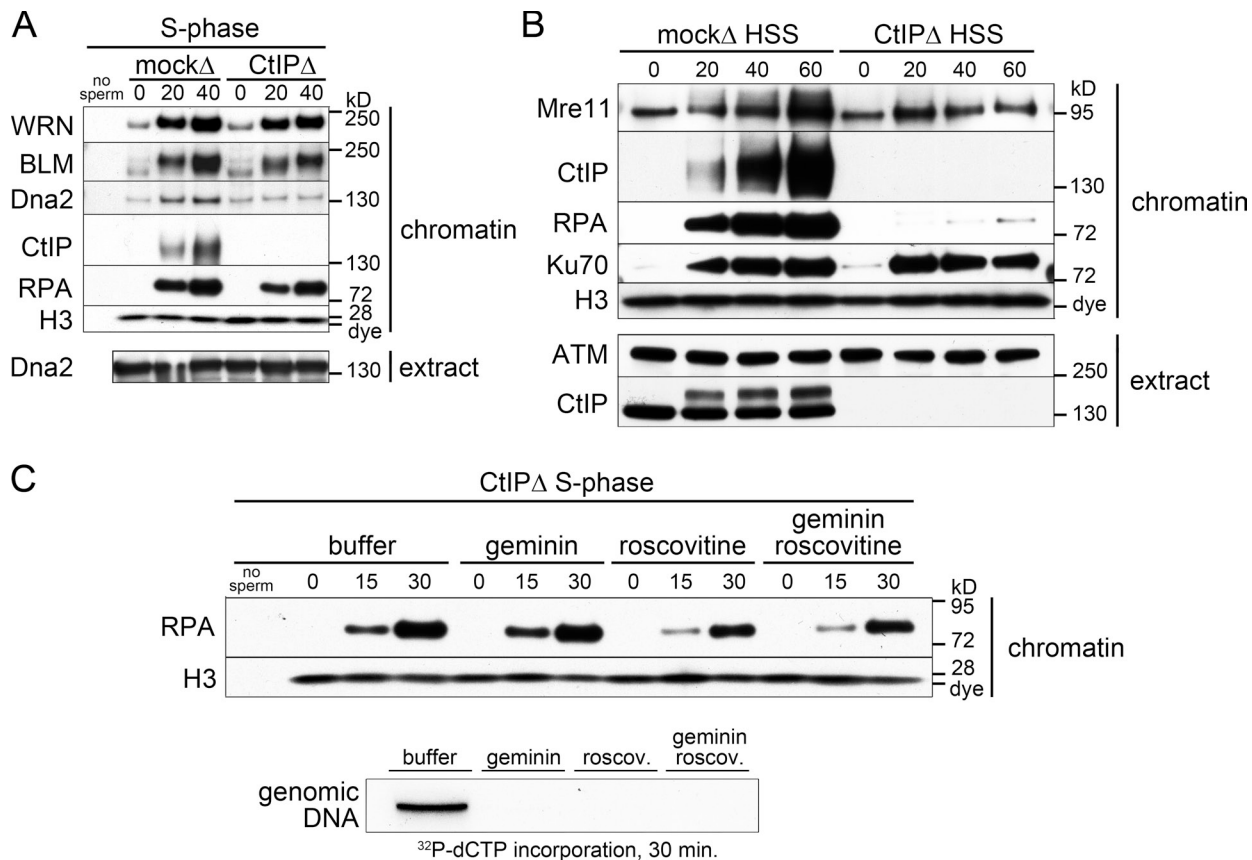 A
S-phase
mockΔ CtIPΔ
no
sperm
0 20 40 0 20 40
kD
WRN
250
BLM
250
Dna2
130
chromatin
CtIP
130
RPA
72
H3
28
dye
Dna2
130
extract
B
mockΔ HSS CtIPΔ HSS
0 20 40 60 0 20 40 60
kD
Mre11
95
CtIP
130
chromatin
RPA
72
Ku70
72
H3
dye
ATM
250
extract
CtIP
130
C
CtIPΔ S-phase
buffer geminin roscovitine geminin
roscovitine
no
sperm
0 15 30 0 15 30 0 15 30 0 15 30
kD
95
RPA
72
chromatin
H3
28
dye
buffer geminin roscov. geminin
roscov.
genomic
DNA
³²P-dCTP incorporation, 30 min.